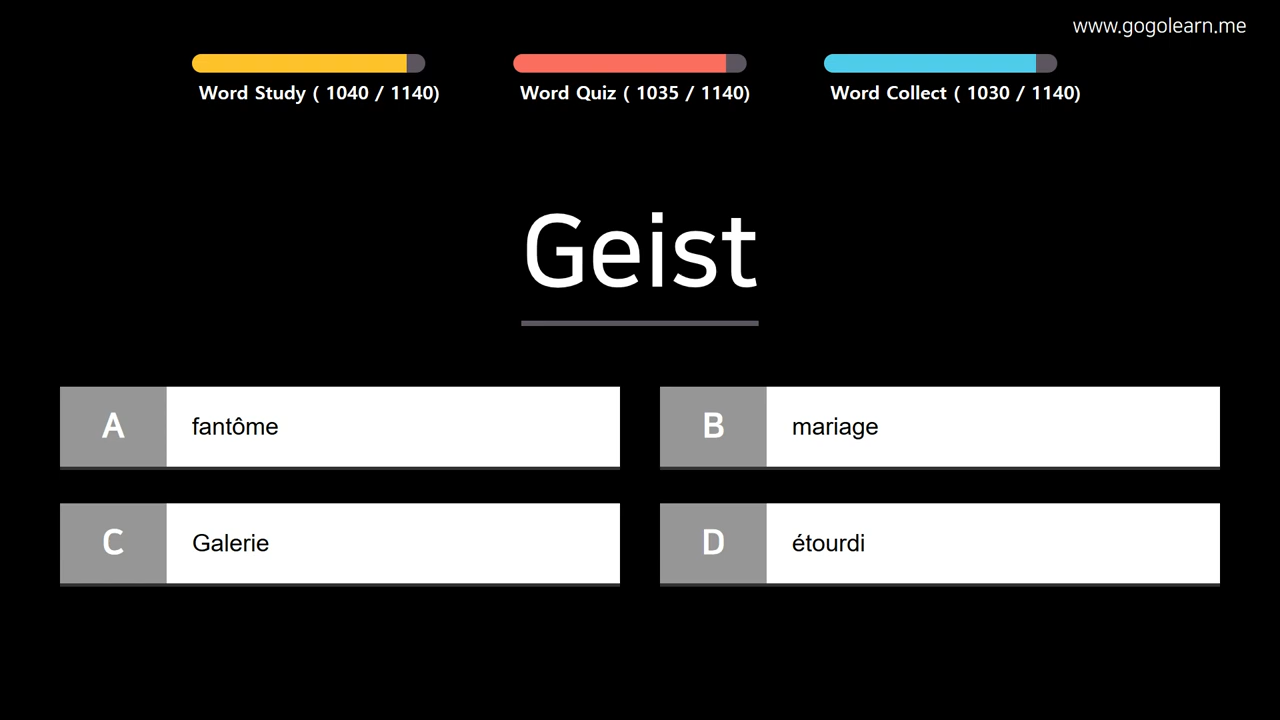 www.gogolearn.me
Word Study ( 1040 / 1140)
Word Quiz ( 1035 / 1140)
Word Collect ( 1030 / 1140)
Geist
A fantôme
B mariage
C Galerie
D étourdi